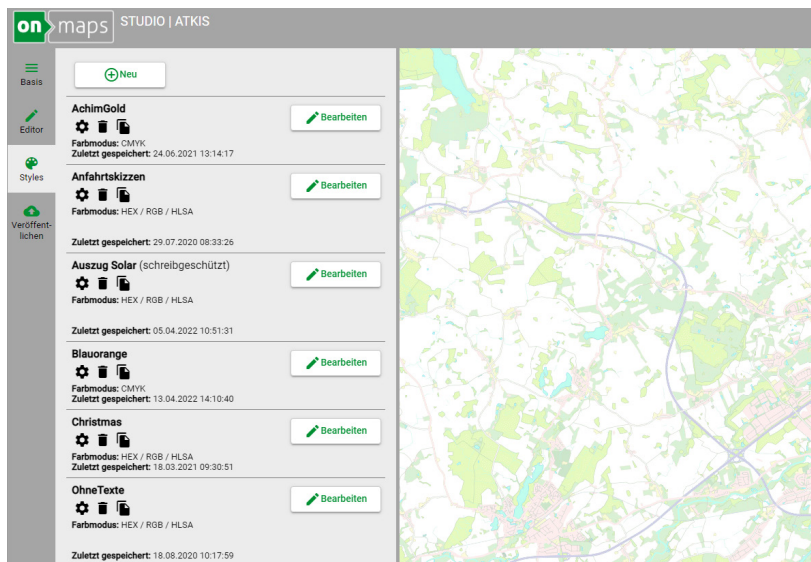 on maps STUDIO | ATKIS
Basis
Editor
Styles
Veröffent-
lichen
Neu
AchimGold
Bearbeiten
Farbmodus: CMYK
Zuletzt gespeichert: 24.06.2021 13:14:17
Anfahrtskizzen
Bearbeiten
Farbmodus: HEX / RGB / HLSA
Zuletzt gespeichert: 29.07.2020 08:33:26
Auszug Solar (schreibgeschützt)
Bearbeiten
Farbmodus: HEX / RGB / HLSA
Zuletzt gespeichert: 05.04.2022 10:51:31
Blauorange
Bearbeiten
Farbmodus: CMYK
Zuletzt gespeichert: 13.04.2022 14:10:40
Christmas
Bearbeiten
Farbmodus: HEX / RGB / HLSA
Zuletzt gespeichert: 18.03.2021 09:30:51
OhneTexte
Bearbeiten
Farbmodus: HEX / RGB / HLSA
Zuletzt gespeichert: 18.08.2020 10:17:59